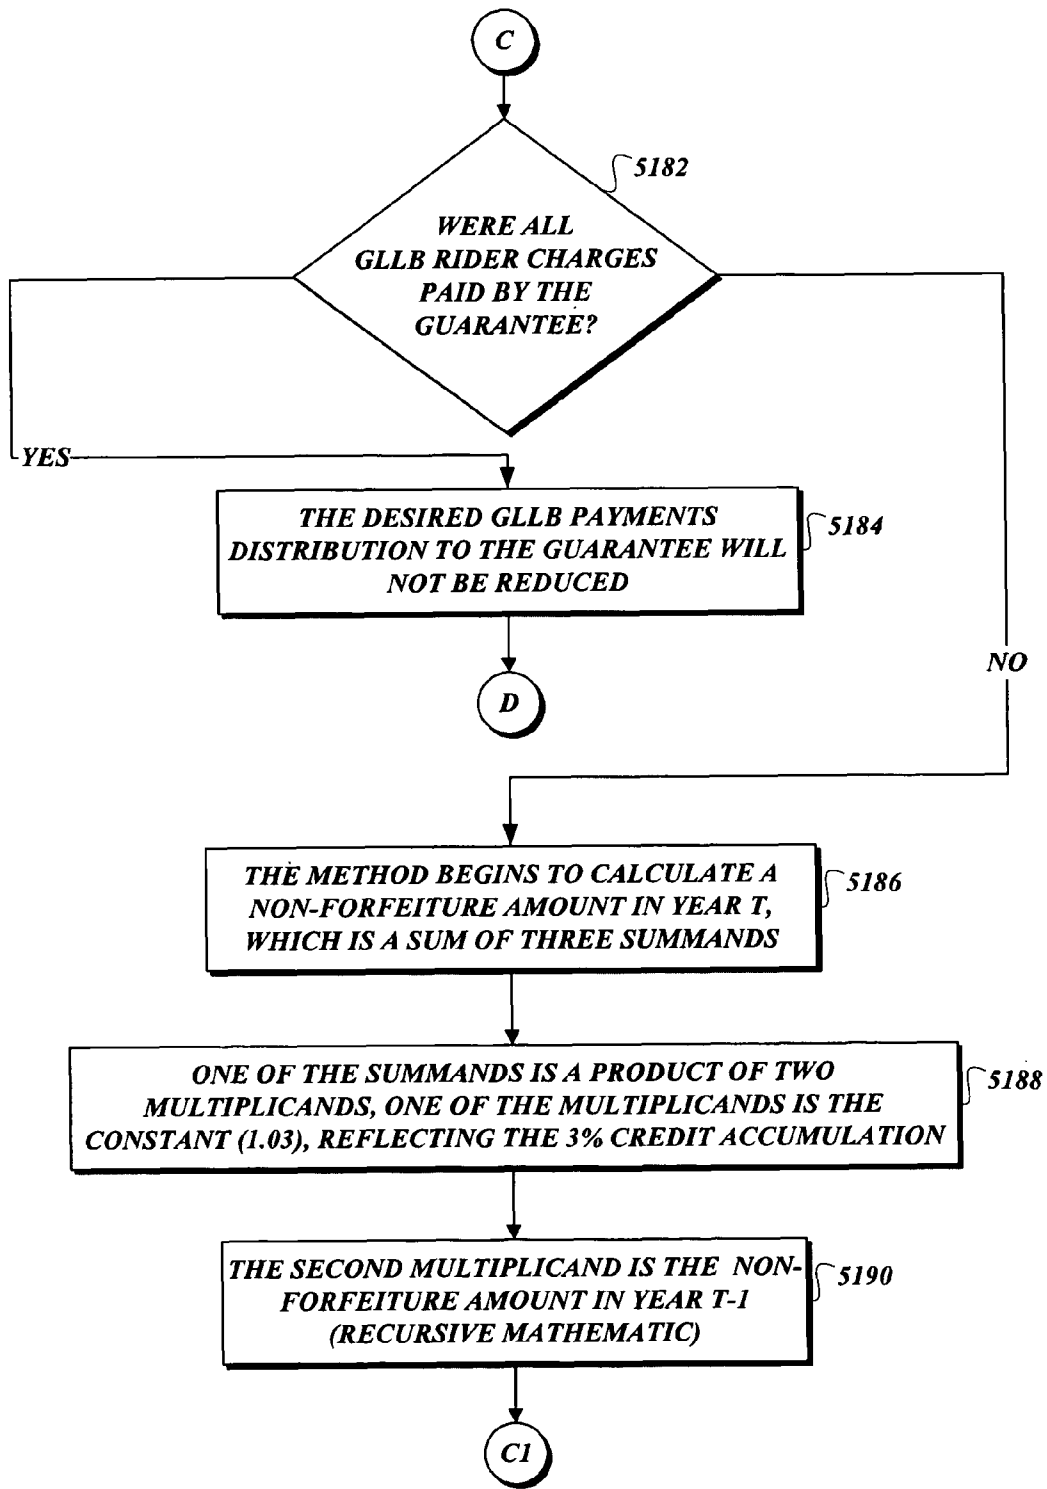 C
5182
WERE ALL
GLLB RIDER CHARGES
PAID BY THE
GUARANTEE?
YES
THE DESIRED GLLB PAYMENTS
DISTRIBUTION TO THE GUARANTEE WILL
NOT BE REDUCED
5184
D
NO
THE METHOD BEGINS TO CALCULATE A
NON-FORFEITURE AMOUNT IN YEAR T,
WHICH IS A SUM OF THREE SUMMANDS
5186
ONE OF THE SUMMANDS IS A PRODUCT OF TWO
MULTIPLICANDS, ONE OF THE MULTIPLICANDS IS THE
CONSTANT (1.03), REFLECTING THE 3% CREDIT ACCUMULATION
5188
THE SECOND MULTIPLICAND IS THE NON-
FORFEITURE AMOUNT IN YEAR T-1
(RECURSIVE MATHEMATIC)
5190
C1